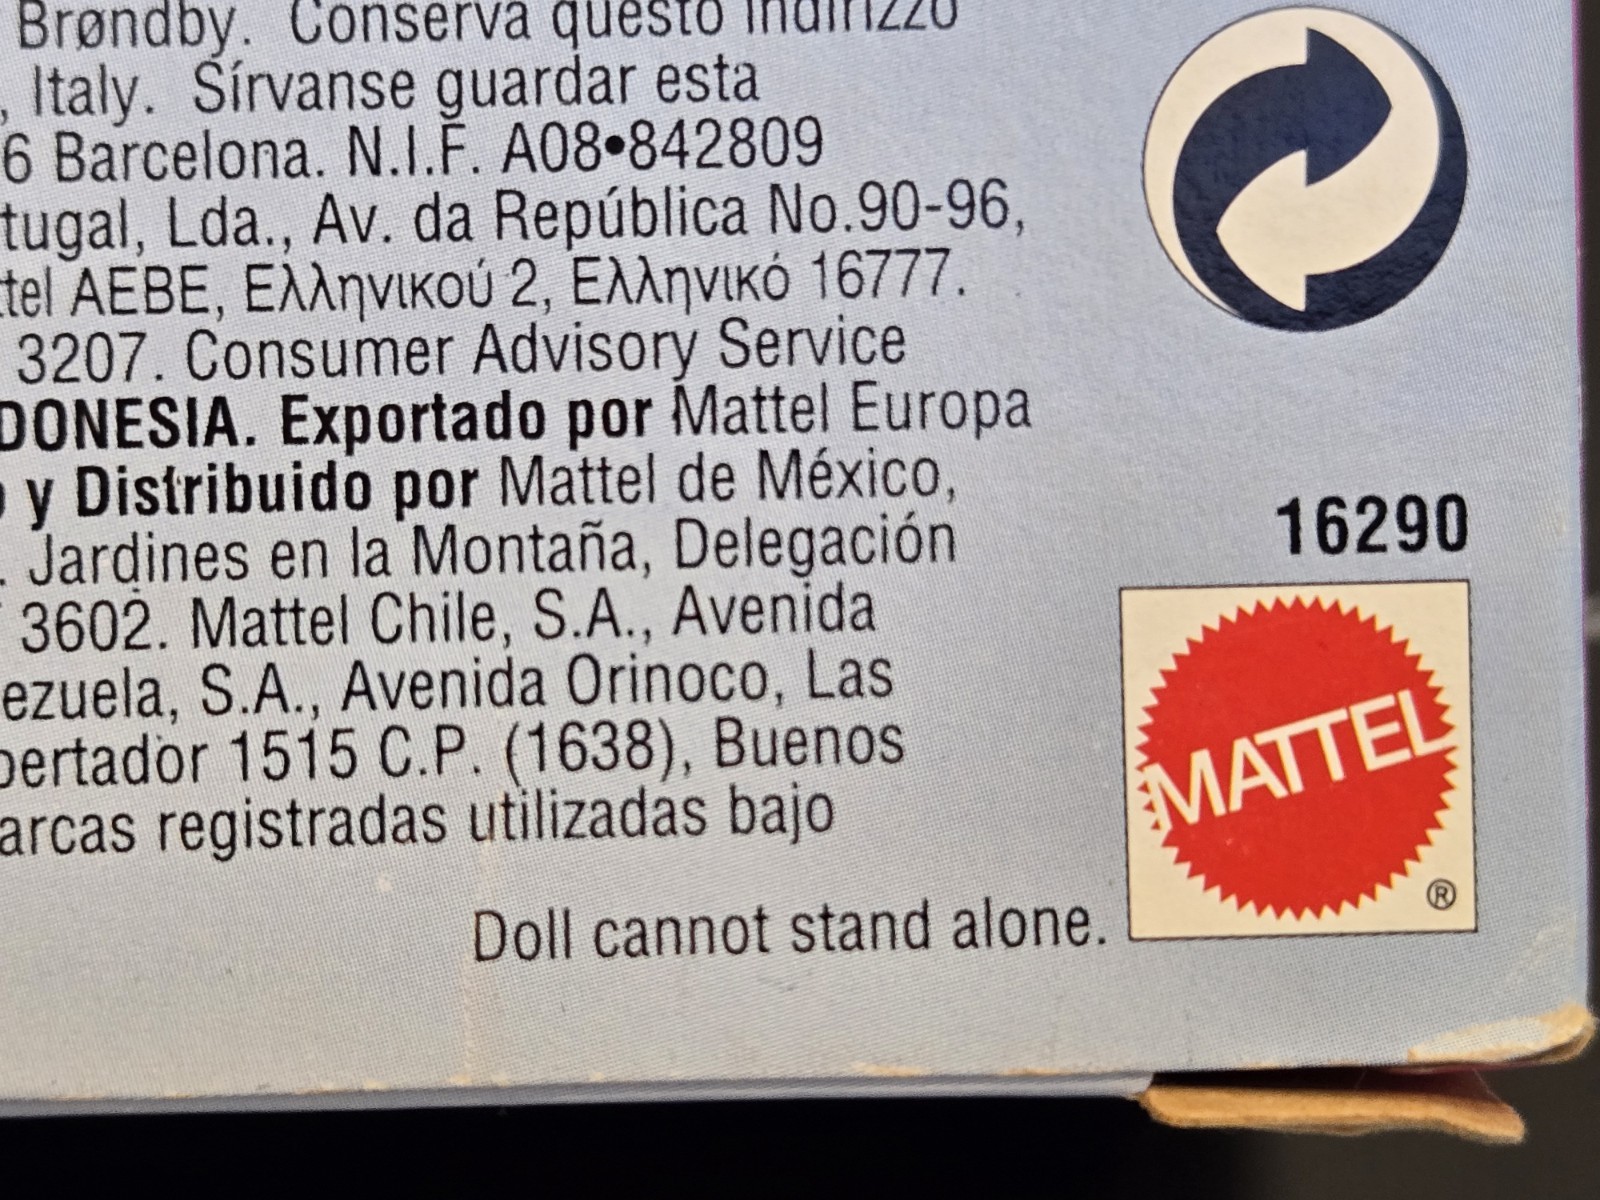 Brøndby. Conserva questo indirizzo
, Italy. Sírvanse guardar esta
6 Barcelona. N.I.F. A08•842809
tugal, Lda., Av. da República No.90-96,
tel AEBE, Ελληνικού 2, Ελληνικό 16777.
3207. Consumer Advisory Service
DONESIA. Exportado por Mattel Europa
y Distribuido por Mattel de México,
. Jardines en la Montaña, Delegación
3602. Mattel Chile, S.A., Avenida
ezuela, S.A., Avenida Orinoco, Las
pertador 1515 C.P. (1638), Buenos
arcas registradas utilizadas bajo
Doll cannot stand alone.
16290
MATTEL
®